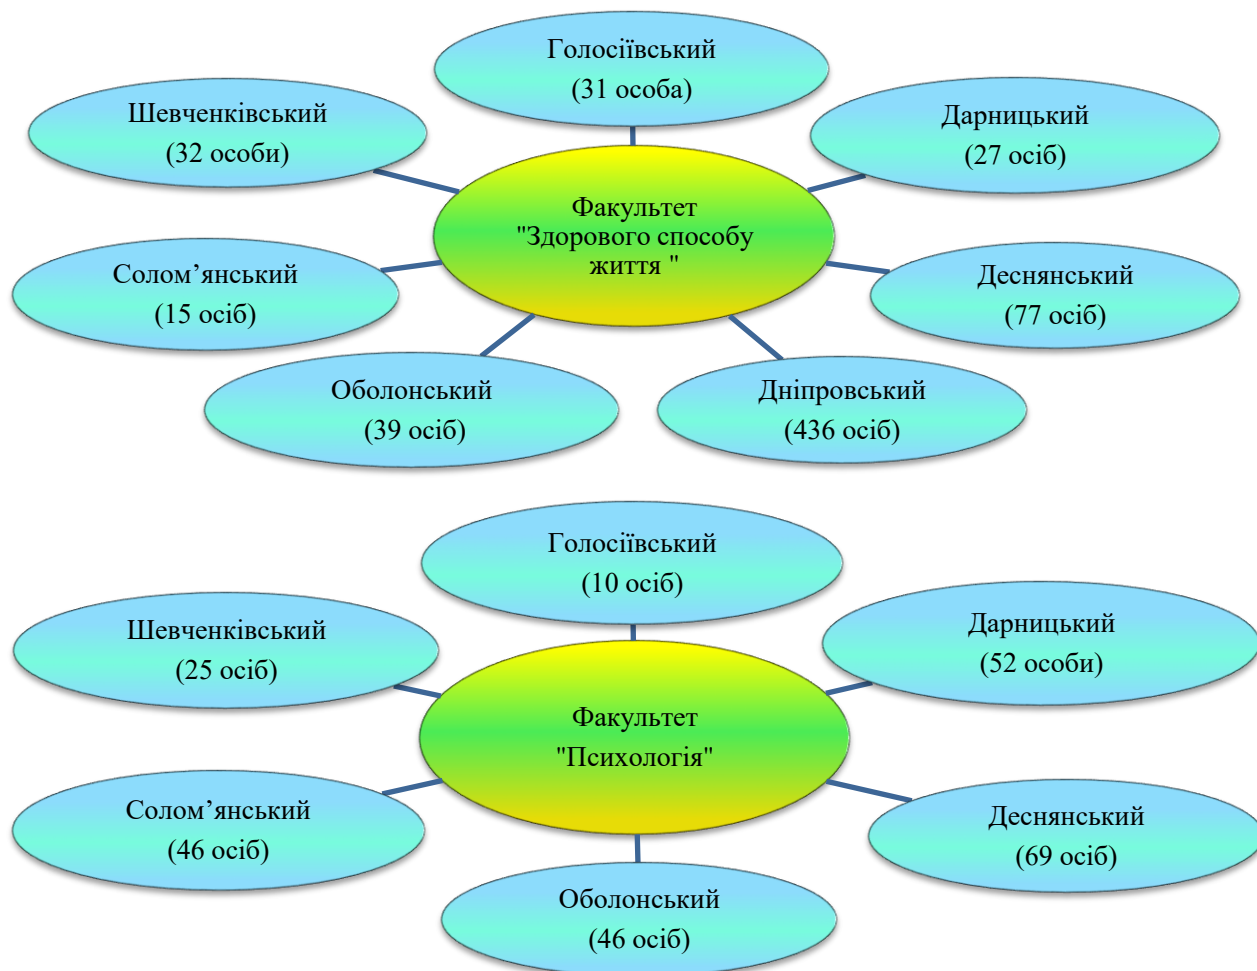 Голосіївський
(31 особа)
Шевченківський
(32 особи)
Дарницький
(27 осіб)
Факультет
"Здорового способу
життя "
Солом’янський
(15 осіб)
Деснянський
(77 осіб)
Оболонський
(39 осіб)
Дніпровський
(436 осіб)
Голосіївський
(10 осіб)
Шевченківський
(25 осіб)
Дарницький
(52 особи)
Факультет
"Психологія"
Солом’янський
(46 осіб)
Деснянський
(69 осіб)
Оболонський
(46 осіб)